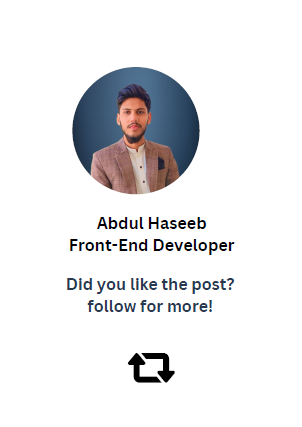 Abdul Haseeb
Front-End Developer
Did you like the post?
follow for more!